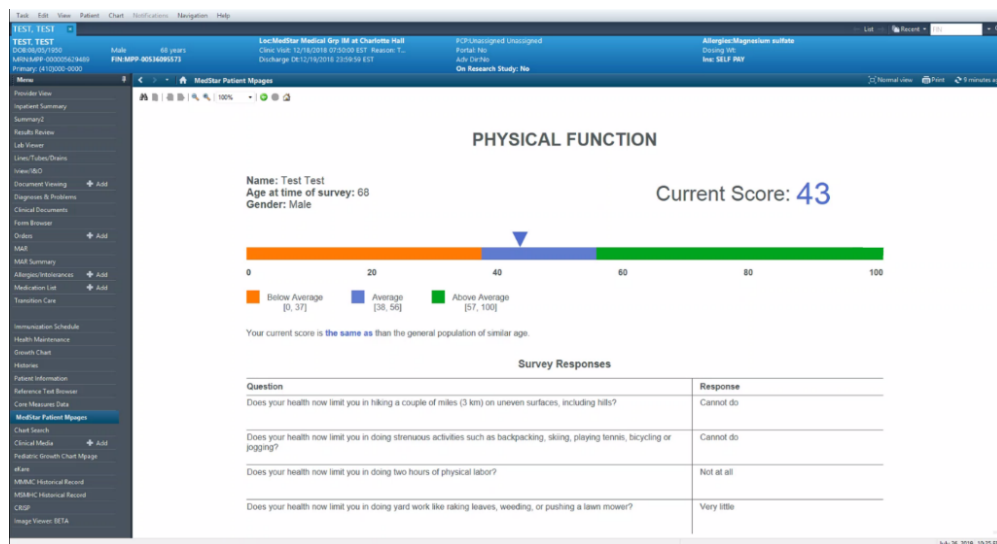 Task Edit View Patient Chart Notifications Navigation Help
TEST, TEST
List Recent
TEST, TEST
DOB:08/05/1950 Male 68 years
MRN:MPP-000005629489 FIN:MPP-00536095573
Primary: (410)000-0000
Loc:MedStar Medical Grp IM at Charlotte Hall
Clinic Visit: 12/18/2018 07:50:00 EST Reason: T...
Discharge Dt:12/19/2018 23:59:59 EST
PCP:Unassigned Unassigned
Portal: No
Adv Dir:No
On Research Study: No
Allergies:Magnesium sulfate
Dosing Wt:
Ins: SELF PAY
Menu
MedStar Patient Mpages
Normal view Print 5 minutes
100%
Provider View
Inpatient Summary
Summary2
Results Review
Lab Viewer
Lines/Tubes/Drains
Iview/I&O
Document Viewing Add
Diagnoses & Problems
Clinical Documents
Form Browser
Orders Add
MAR
MAR Summary
Allergies/Intolerances Add
Medication List Add
Transition Care
Immunization Schedule
Health Maintenance
Growth Chart
Histories
Patient Information
Reference Text Browser
Core Measures Data
MedStar Patient Mpages
Chart Search
Clinical Media Add
Pediatric Growth Chart Mpage
eKare
MMMC Historical Record
MSMHC Historical Record
CRISP
Image Viewer BETA
PHYSICAL FUNCTION
Name: Test Test
Age at time of survey: 68
Gender: Male
Current Score: 43
0 20 40 60 80 100
Below Average
[0, 37]
Average
[38, 56]
Above Average
[57, 100]
Your current score is the same as than the general population of similar age.
Survey Responses
Question Response
Does your health now limit you in hiking a couple of miles (3 km) on uneven surfaces, including hills? Cannot do
Does your health now limit you in doing strenuous activities such as backpacking, skiing, playing tennis, bicycling or jogging? Cannot do
Does your health now limit you in doing two hours of physical labor? Not at all
Does your health now limit you in doing yard work like raking leaves, weeding, or pushing a lawn mower? Very little